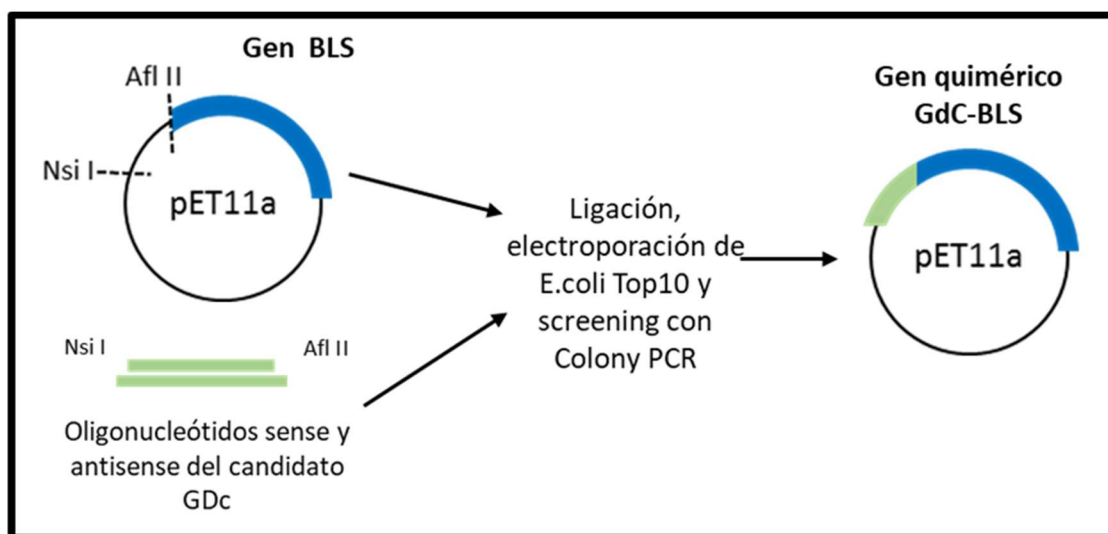 Gen BLS
Afl II
Nsi I
pET11a
Nsi I
Afl II
Oligonucleótidos sense y
antisense del candidato
GDc
Ligación,
electroporación de
E.coli Top10 y
screening con
Colony PCR
Gen quimérico
GdC-BLS
pET11a